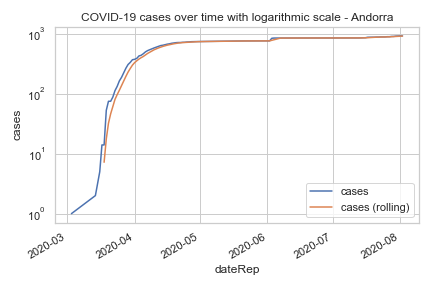 COVID-19 cases over time with logarithmic scale - Andorra
cases
10³
10²
10¹
10⁰
cases
cases (rolling)
2020-03
2020-04
2020-05
2020-06
2020-07
2020-08
dateRep